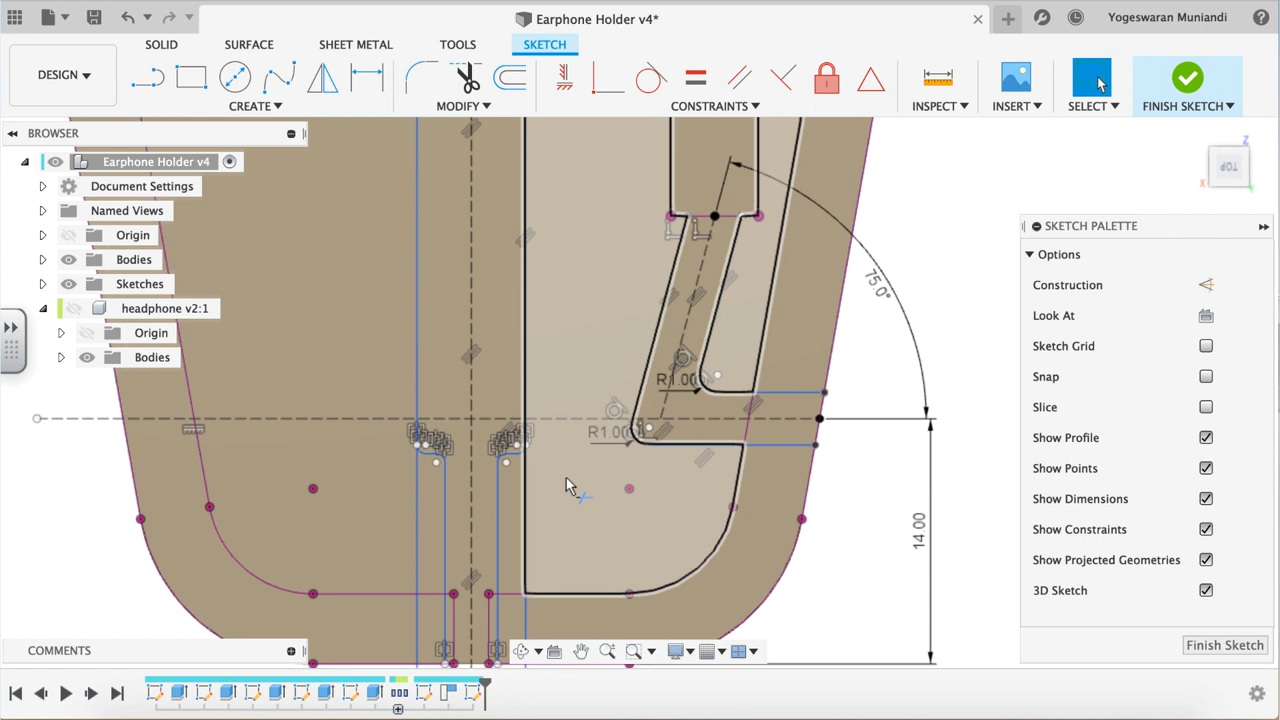 Earphone Holder v4*
Yogeswaran Muniandi
DESIGN
SOLID
SURFACE
SHEET METAL
TOOLS
SKETCH
CREATE
MODIFY
CONSTRAINTS
INSPECT
INSERT
SELECT
FINISH SKETCH
BROWSER
Earphone Holder v4
Document Settings
Named Views
Origin
Bodies
Sketches
headphone v2:1
Origin
Bodies
75.0°
R1.000
R1.000
14.00
TOP
Z
X
Y
SKETCH PALETTE
Options
Construction
Look At
Sketch Grid
Snap
Slice
Show Profile
Show Points
Show Dimensions
Show Constraints
Show Projected Geometries
3D Sketch
Finish Sketch
COMMENTS